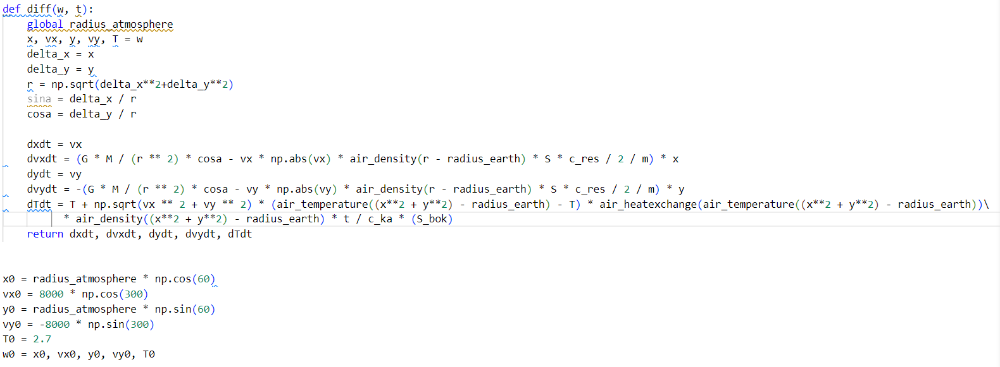 def diff(w, t):
    global radius_atmosphere
    x, vx, y, vy, T = w
    delta_x = x
    delta_y = y
    r = np.sqrt(delta_x**2+delta_y**2)
    sina = delta_x / r
    cosa = delta_y / r

    dxdt = vx
    dvxdt = (G * M / (r ** 2) * cosa - vx * np.abs(vx) * air_density(r - radius_earth) * S * c_res / 2 / m) * x
    dydt = vy
    dvydt = -(G * M / (r ** 2) * cosa - vy * np.abs(vy) * air_density(r - radius_earth) * S * c_res / 2 / m) * y
    dTdt = T + np.sqrt(vx ** 2 + vy ** 2) * (air_temperature((x**2 + y**2) - radius_earth) - T) * air_heatexchange(air_temperature((x**2 + y**2) - radius_earth))\
          * air_density((x**2 + y**2) - radius_earth) * t / c_ka * (S_bok)
    return dxdt, dvxdt, dydt, dvydt, dTdt


x0 = radius_atmosphere * np.cos(60)
vx0 = 8000 * np.cos(300)
y0 = radius_atmosphere * np.sin(60)
vy0 = -8000 * np.sin(300)
T0 = 2.7
w0 = x0, vx0, y0, vy0, T0